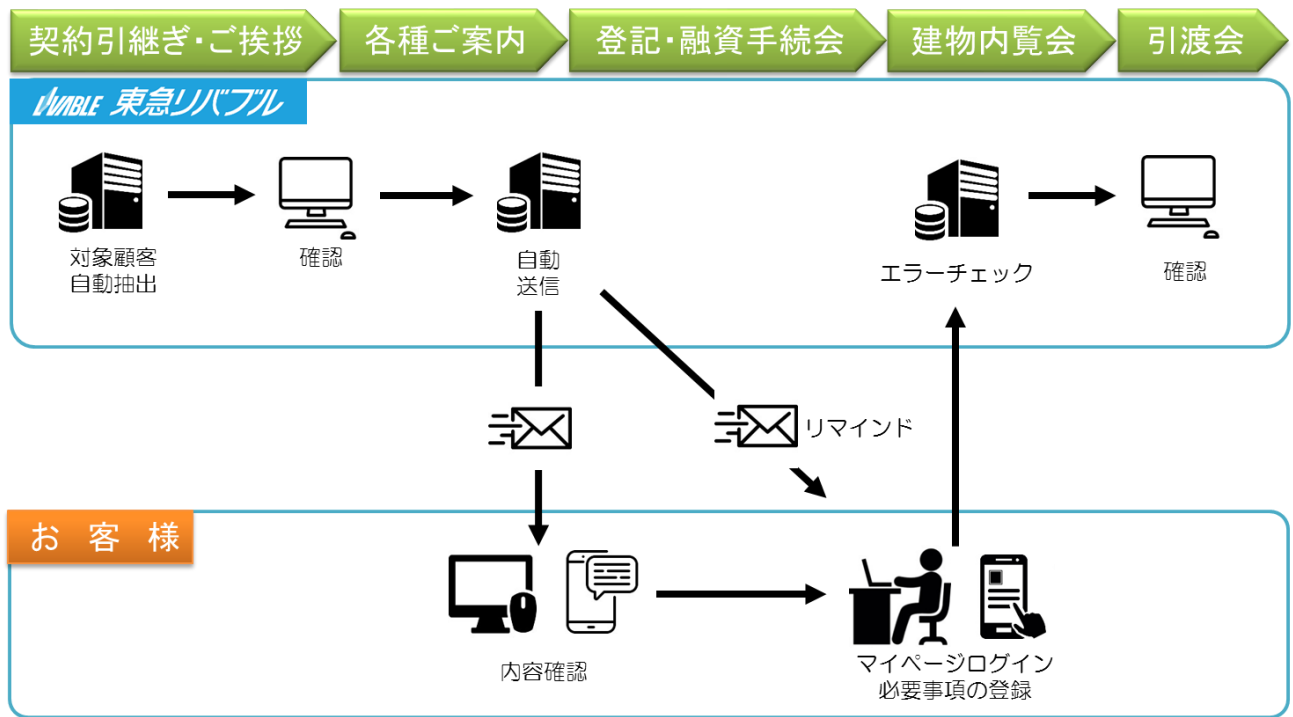 契約引継ぎ・ご挨拶
各種ご案内
登記・融資手続会
建物内覧会
引渡会
LIVABLE 東急リバブル
対象顧客
自動抽出
確認
自動
送信
エラーチェック
確認
リマインド
お客様
内容確認
マイページログイン
必要事項の登録